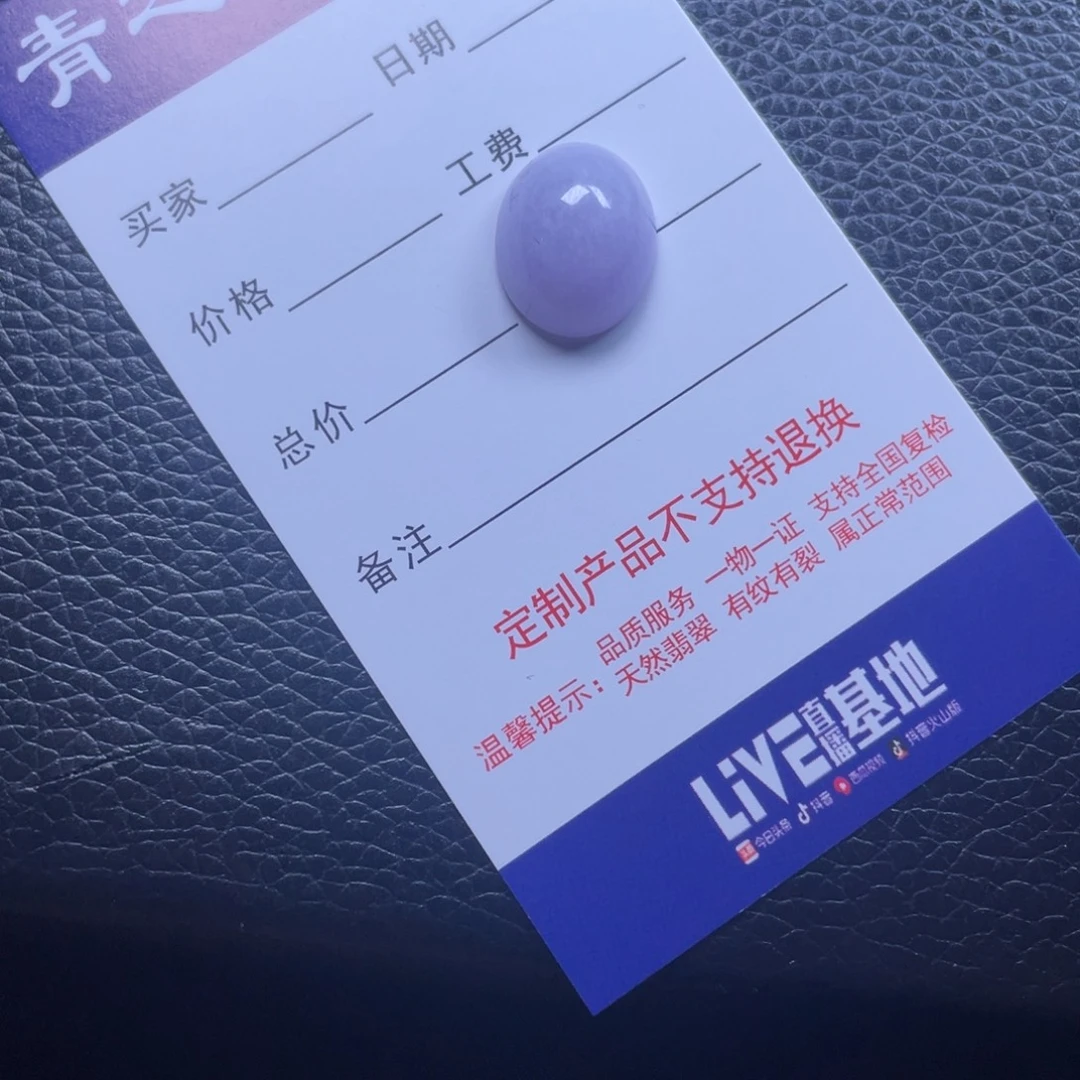 青之
日期
买家
工费
价格
总价
备注
定制产品不支持退换
品质服务 一物一证 支持全国复检
温馨提示：天然翡翠 有纹有裂 属正常范围
LiVE直播基地
今日头条 抖音 西瓜视频 抖音火山版